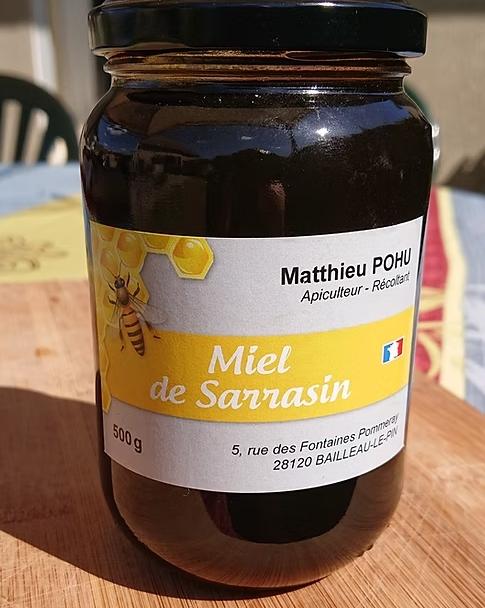 Matthieu POHU
Apiculteur - Récoltant
Miel
de Sarrasin
500 g
5, rue des Fontaines Pommeray
28120 BAILLEAU-LE-PIN